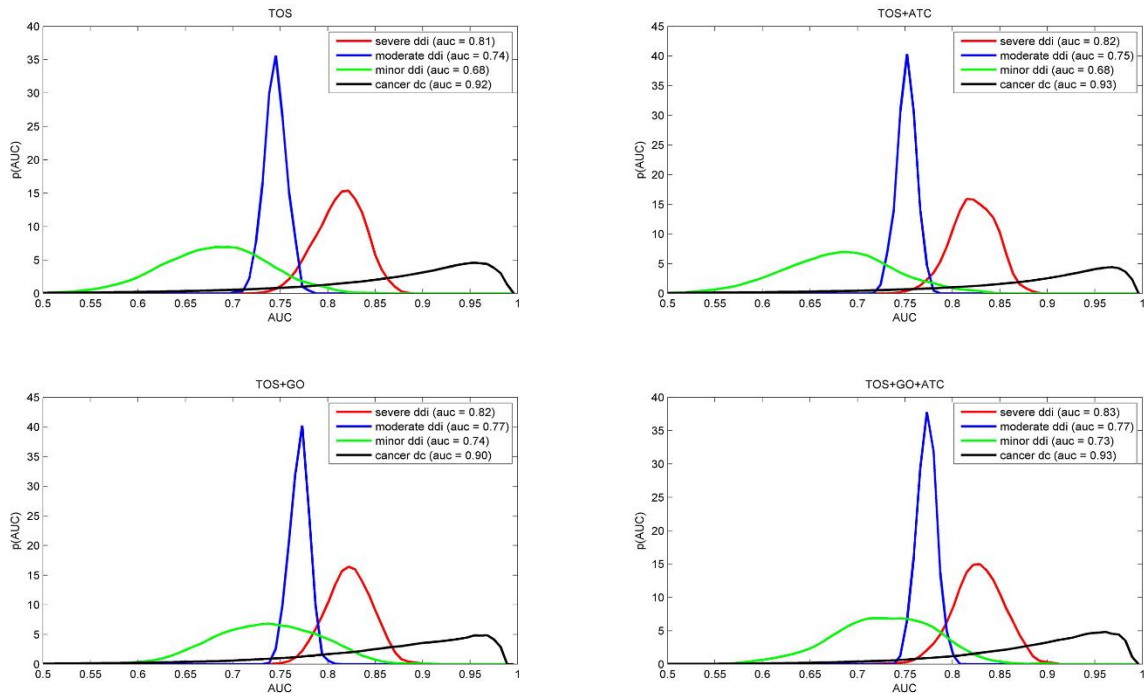 TOS
40
35
30
25
20
15
10
5
0
p(AUC)
severe ddi (auc = 0.81)
moderate ddi (auc = 0.74)
minor ddi (auc = 0.68)
cancer dc (auc = 0.92)
0.5 0.55 0.6 0.65 0.7 0.75 0.8 0.85 0.9 0.95 1
AUC
TOS+ATC
45
40
35
30
25
20
15
10
5
0
p(AUC)
severe ddi (auc = 0.82)
moderate ddi (auc = 0.75)
minor ddi (auc = 0.68)
cancer dc (auc = 0.93)
0.5 0.55 0.6 0.65 0.7 0.75 0.8 0.85 0.9 0.95 1
AUC
TOS+GO
45
40
35
30
25
20
15
10
5
0
p(AUC)
severe ddi (auc = 0.82)
moderate ddi (auc = 0.77)
minor ddi (auc = 0.74)
cancer dc (auc = 0.90)
0.5 0.55 0.6 0.65 0.7 0.75 0.8 0.85 0.9 0.95 1
AUC
TOS+GO+ATC
40
35
30
25
20
15
10
5
0
p(AUC)
severe ddi (auc = 0.83)
moderate ddi (auc = 0.77)
minor ddi (auc = 0.73)
cancer dc (auc = 0.93)
0.5 0.55 0.6 0.65 0.7 0.75 0.8 0.85 0.9 0.95 1
AUC